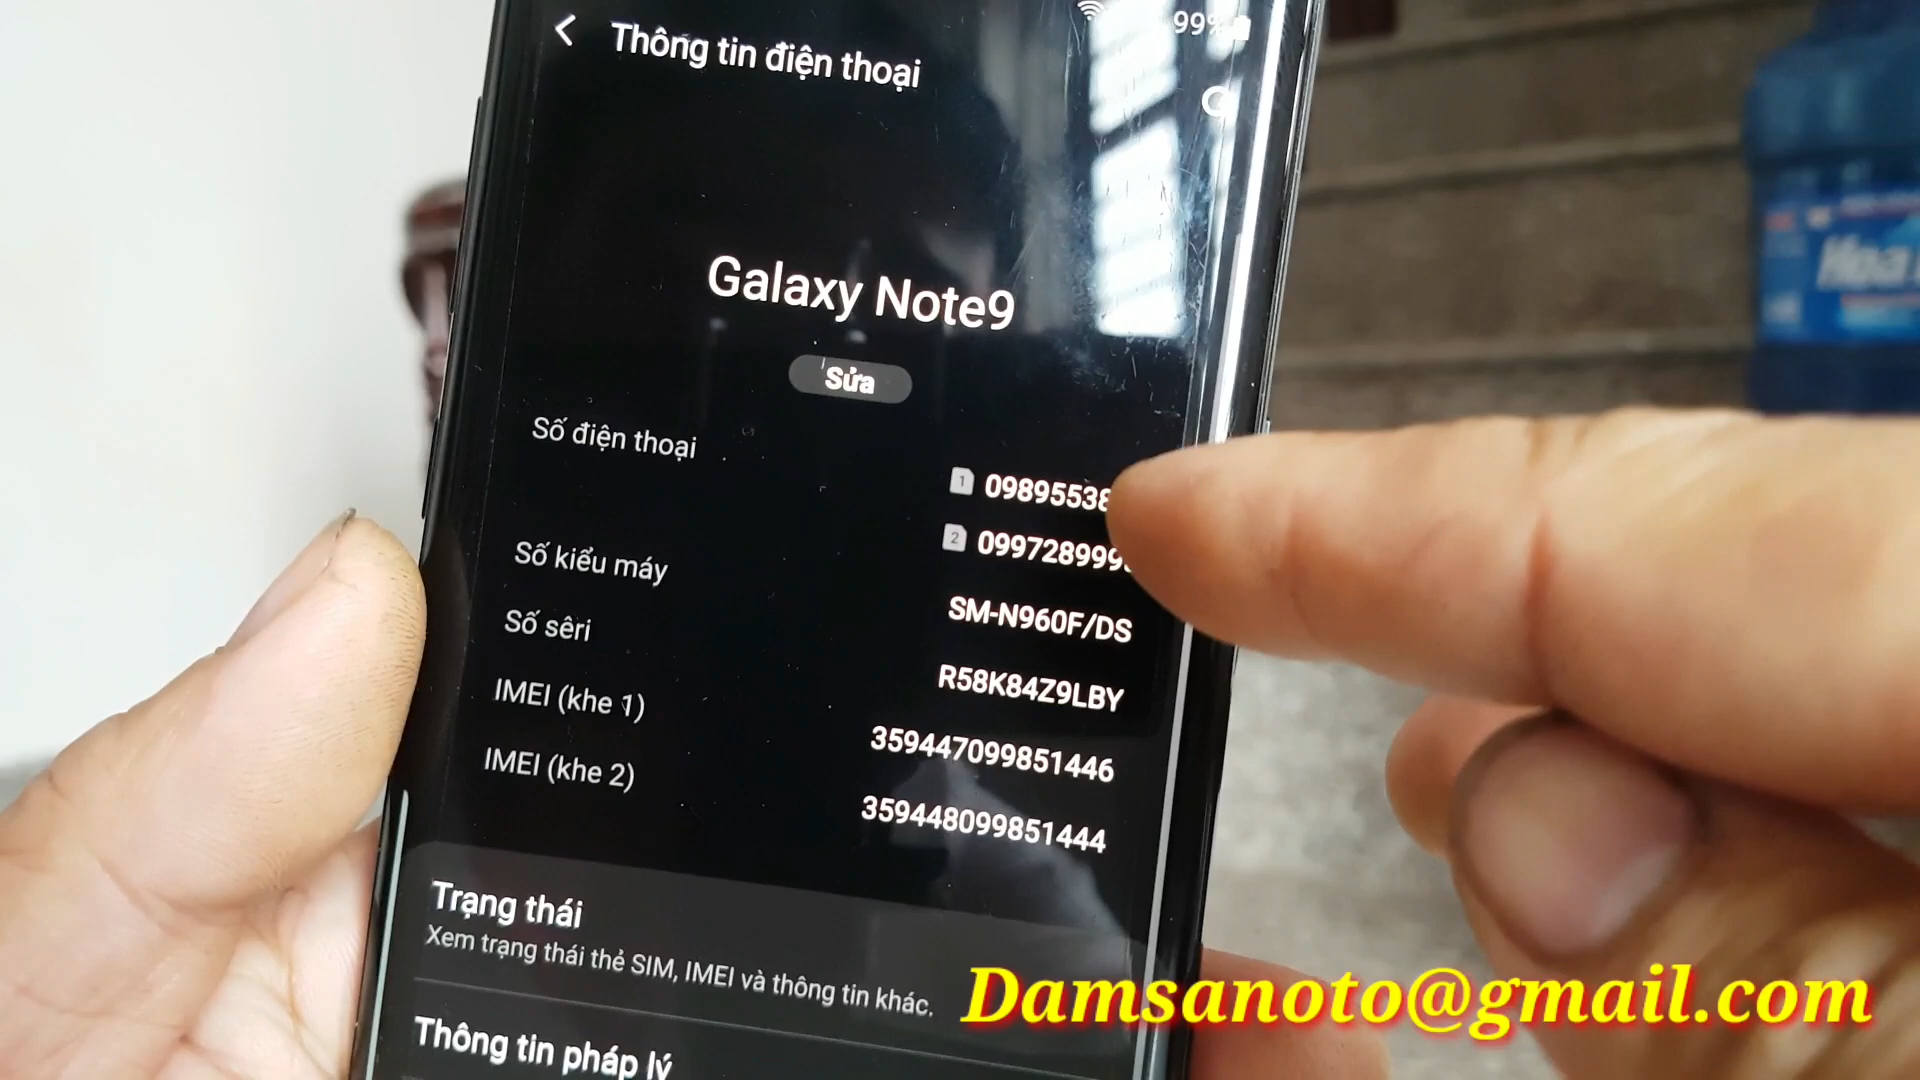 99%
Thông tin điện thoại
Galaxy Note9
Sửa
Số điện thoại
1 09895538
2 099728999
Số kiểu máy
SM-N960F/DS
Số sêri
R58K84Z9LBY
IMEI (khe 1)
359447099851446
IMEI (khe 2)
359448099851444
Trạng thái
Xem trạng thái thẻ SIM, IMEI và thông tin khác.
Thông tin pháp lý
Damsanoto@gmail.com